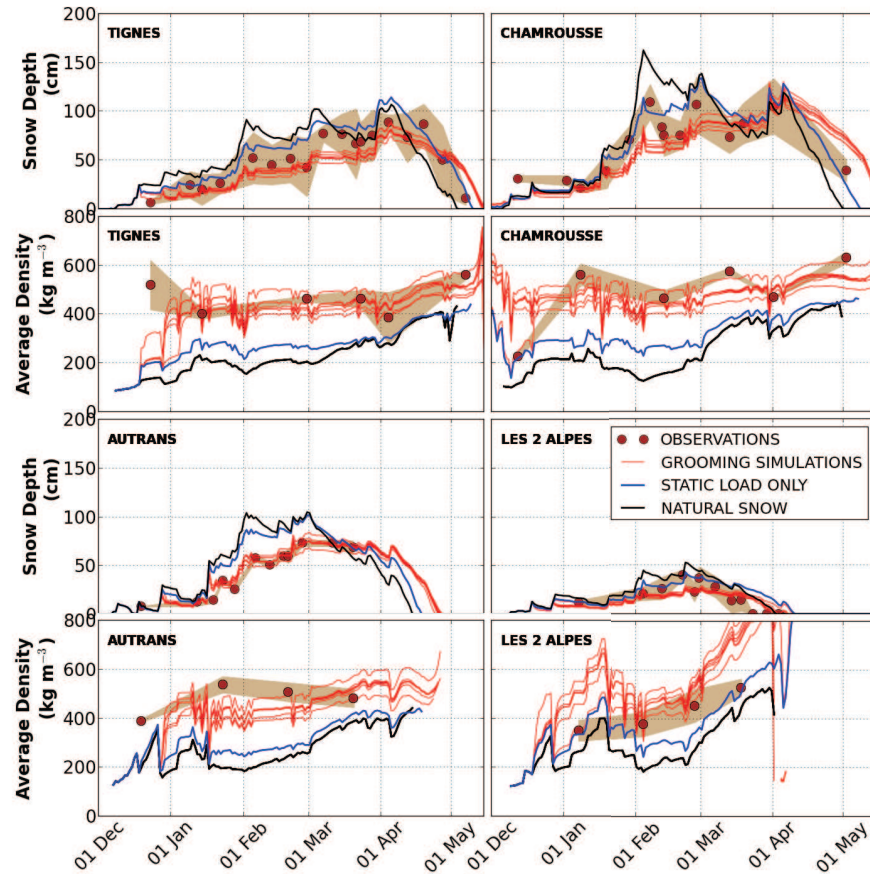 200
150
100
50
0
Snow Depth
(cm)
TIGNES
CHAMROUSSE
800
600
400
200
0
Average Density
(kg m⁻³)
TIGNES
CHAMROUSSE
200
150
100
50
0
Snow Depth
(cm)
AUTRANS
LES 2 ALPES
OBSERVATIONS
GROOMING SIMULATIONS
STATIC LOAD ONLY
NATURAL SNOW
800
600
400
200
0
Average Density
(kg m⁻³)
AUTRANS
LES 2 ALPES
01 Dec
01 Jan
01 Feb
01 Mar
01 Apr
01 May
01 Dec
01 Jan
01 Feb
01 Mar
01 Apr
01 May